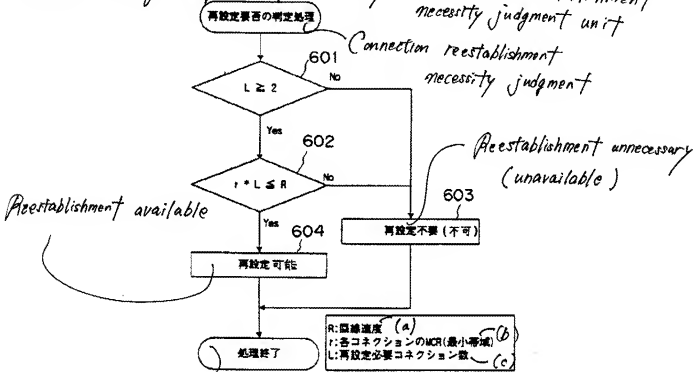 necessity judgment unit
再設定要否の判定処理
Connection reestablishment
necessity judgment
601
L ≧ 2
No
Yes
602
r * L ≦ R
No
Yes
Reestablishment unnecessary
(unavailable)
603
再設定不要(不可)
Reestablishment available
604
再設定可能
処理終了
R:回線速度 (a)
r:各コネクションのMCR(最小帯域) (b)
L:再設定必要コネクション数 (c)